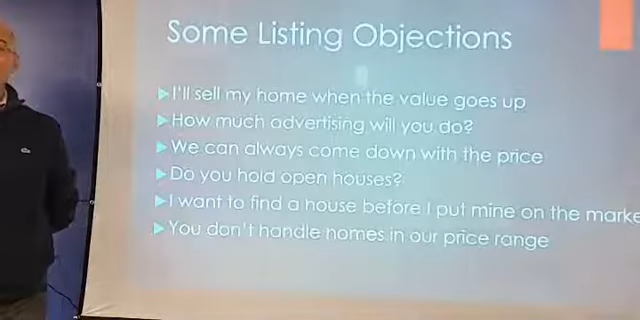 Some Listing Objections
I'll sell my home when the value goes up
How much advertising will you do?
We can always come down with the price
Do you hold open houses?
I want to find a house before I put mine on the marke
You don't handle homes in our price range